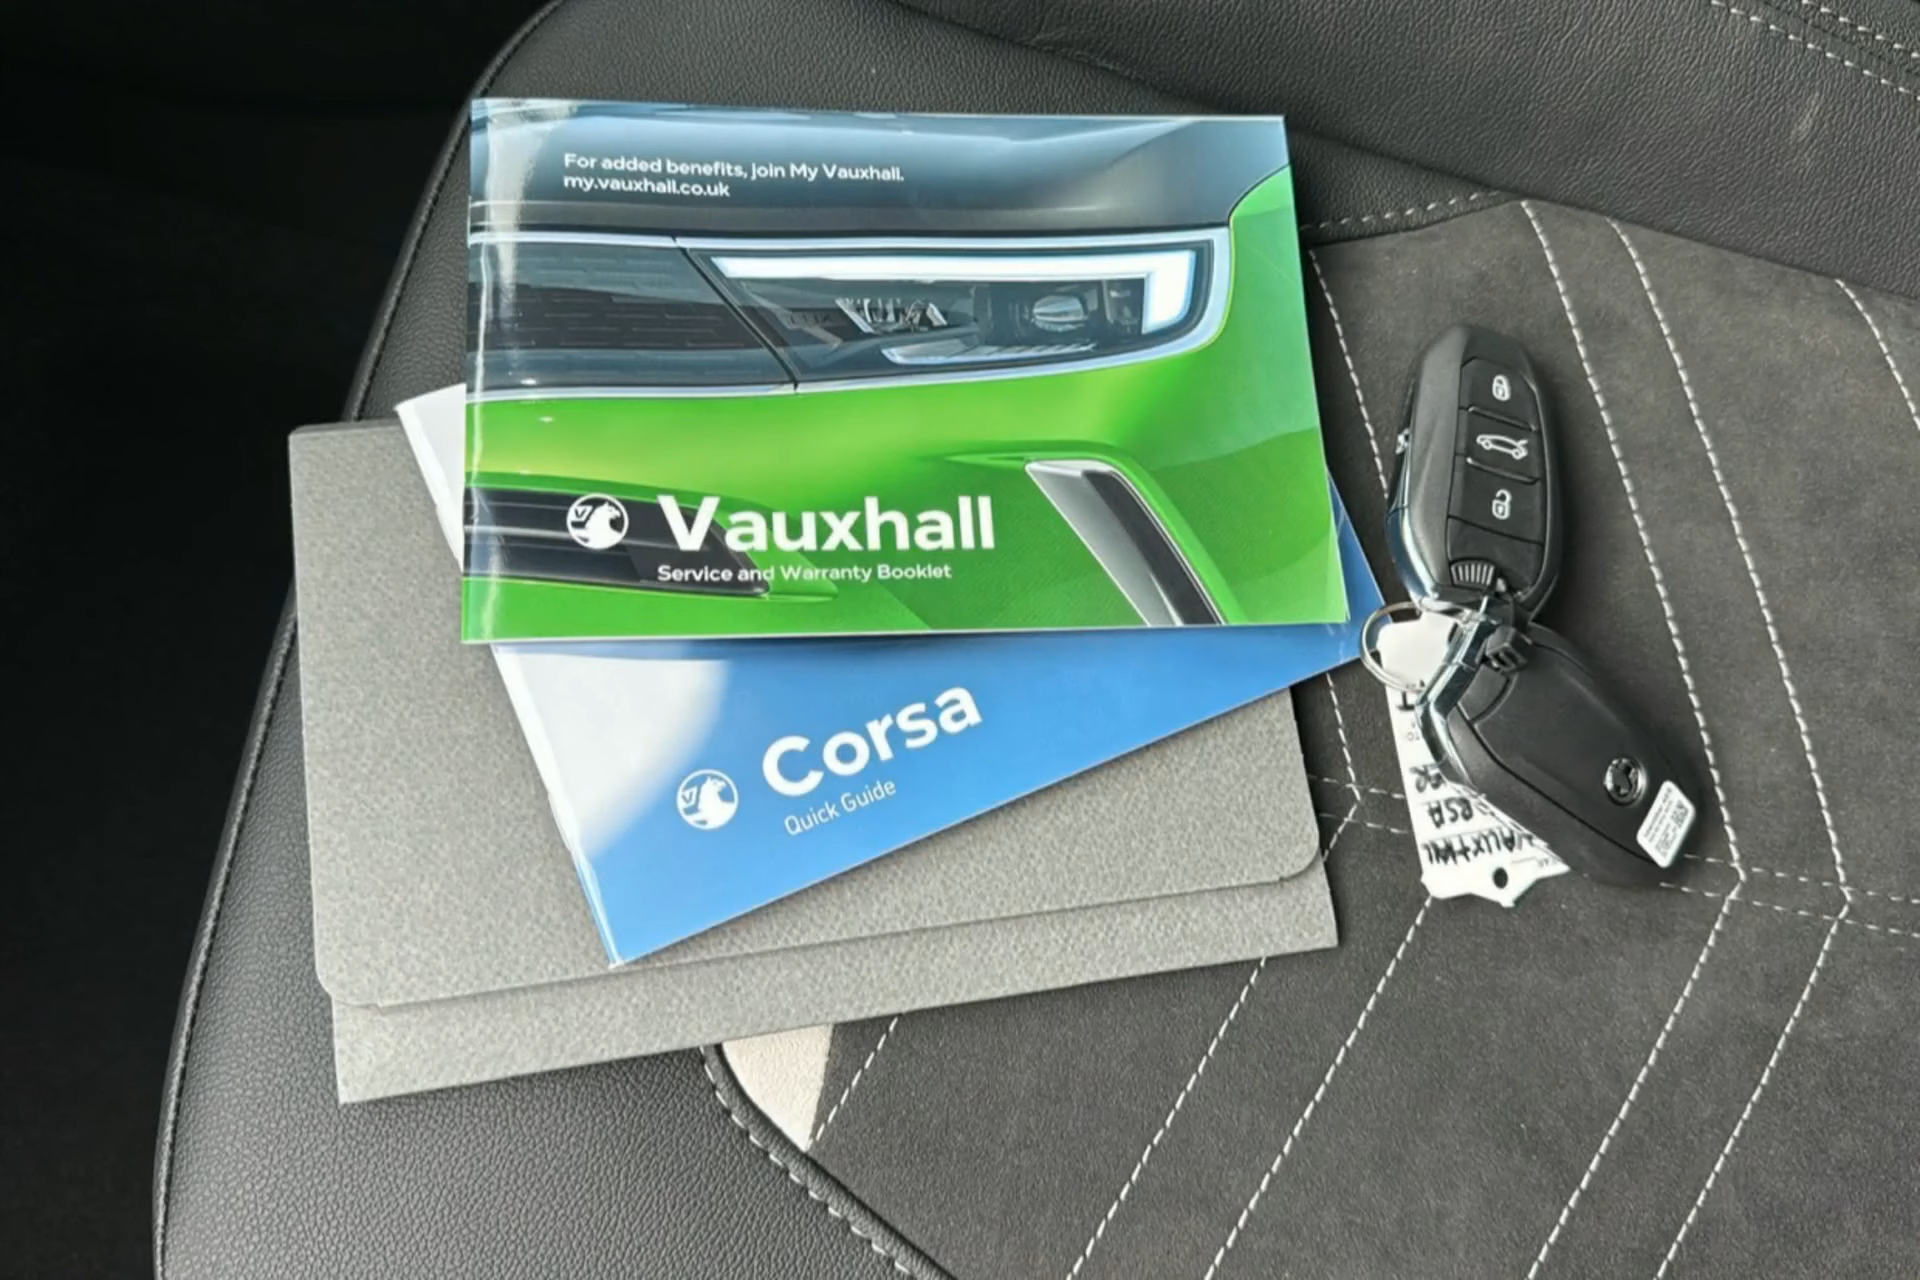 For added benefits, join My Vauxhall.
my.vauxhall.co.uk
Vauxhall
Service and Warranty Booklet
Corsa
Quick Guide